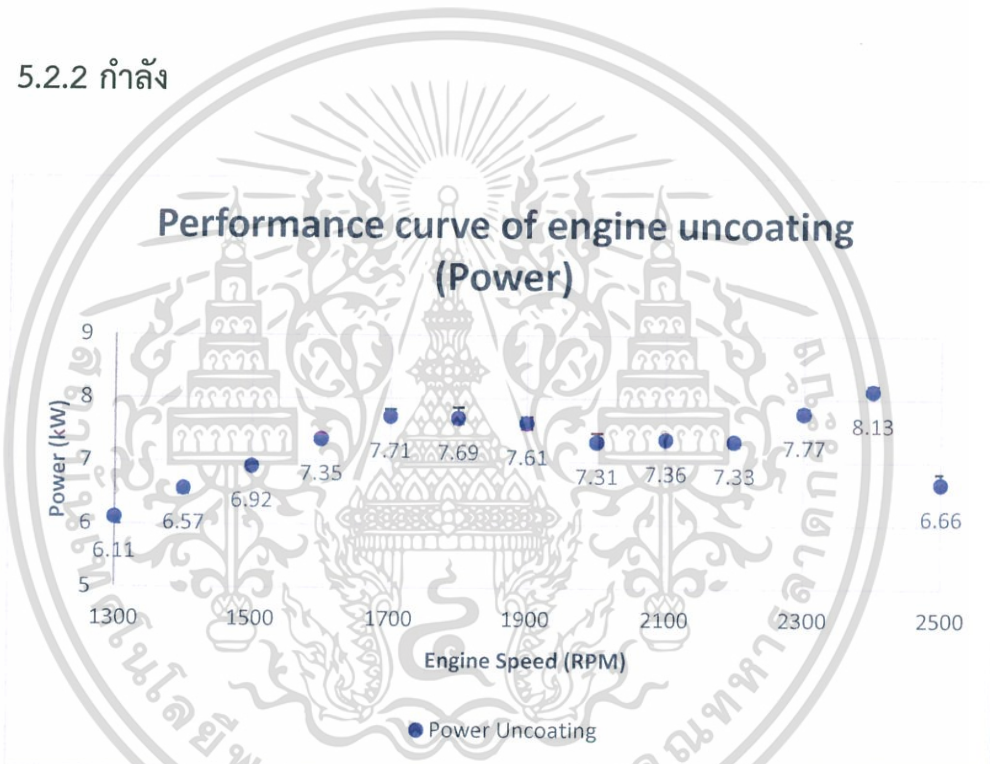 5.2.2 กำลัง
Performance curve of engine uncoating
(Power)
9
8
7
6
5
Power (kW)
6.11
6.57
6.92
7.35
7.71
7.69
7.61
7.31
7.36
7.33
7.77
8.13
6.66
1300 1500 1700 1900 2100 2300 2500
Engine Speed (RPM)
Power Uncoating